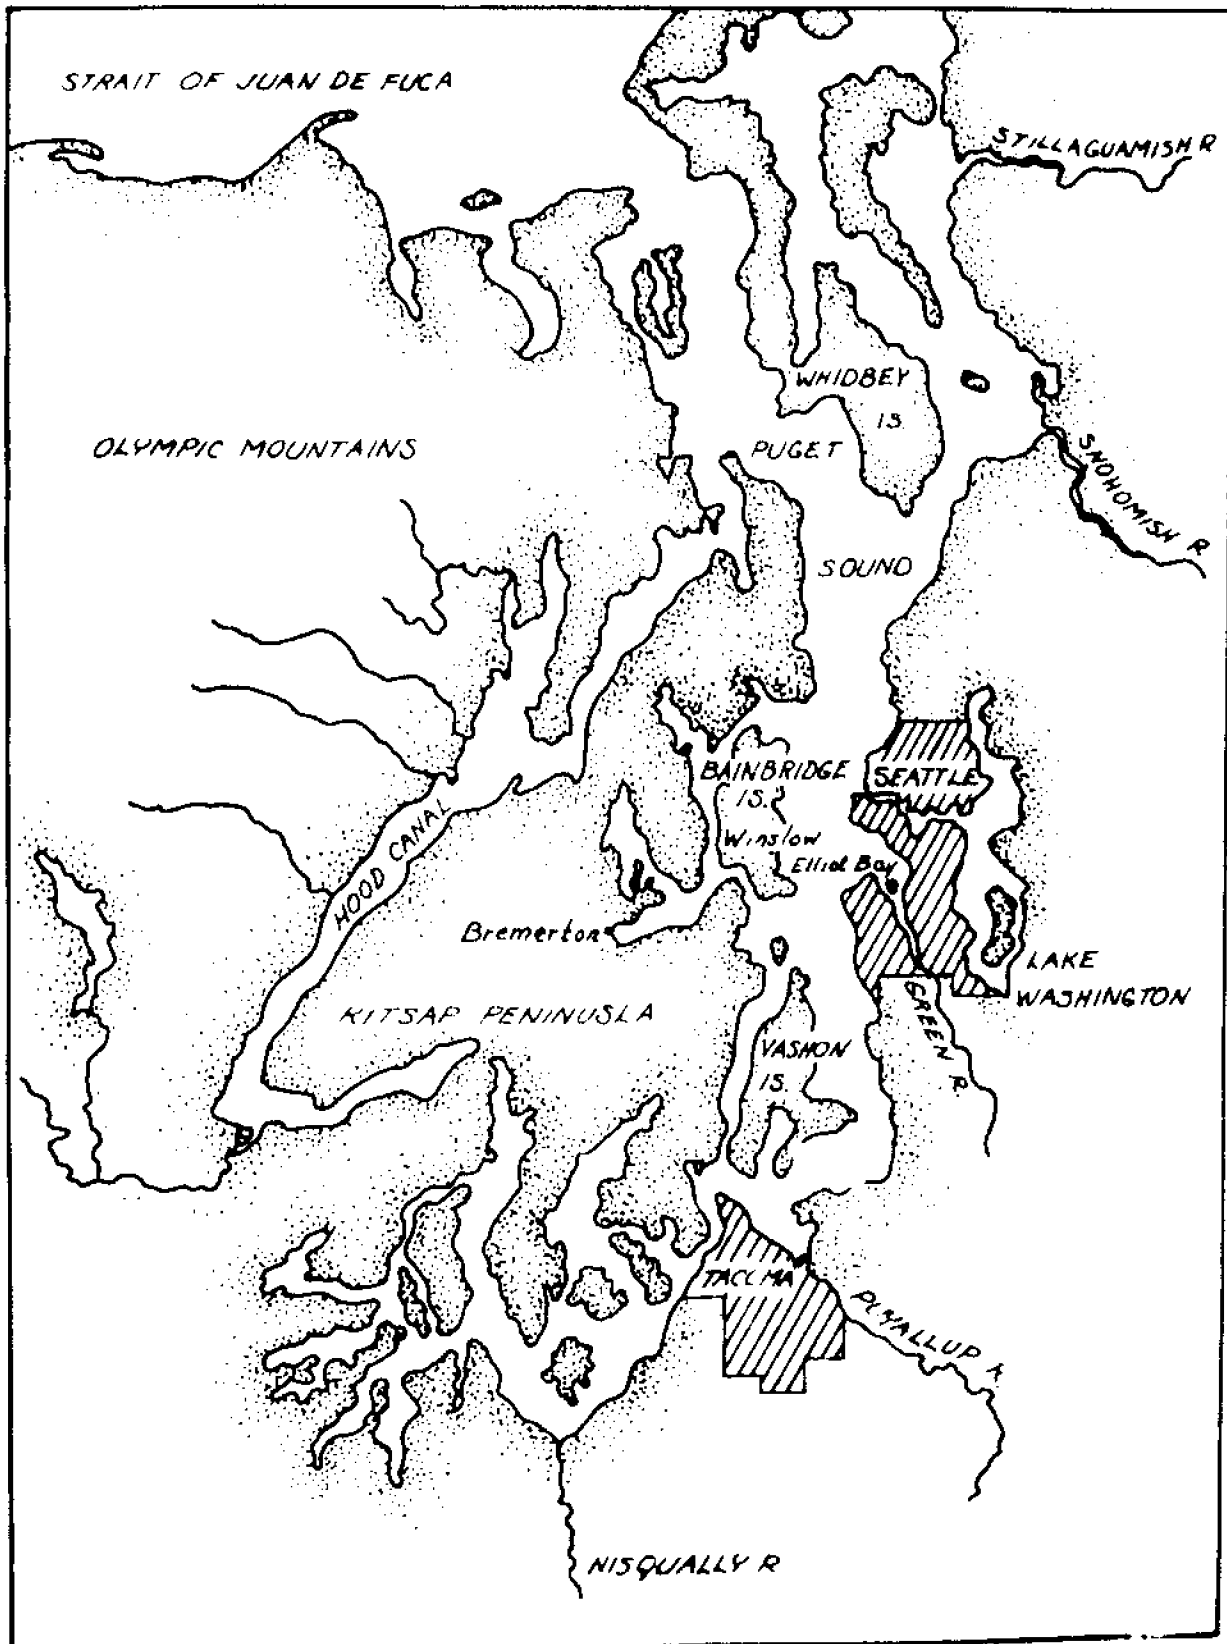 STRAIT OF JUAN DE FUCA
STILLAGUAMISH R
WHIDBEY
IS.
OLYMPIC MOUNTAINS
PUGET
SNOHOMISH R
SOUND
BAINBRIDGE
IS.
SEATTLE
HOOD CANAL
Winslow
Elliot Bay
Bremerton
LAKE
WASHINGTON
KITSAP PENINUSLA
GREEN R.
VASHON
IS.
TACOMA
PUYALLUP R
NISQUALLY R